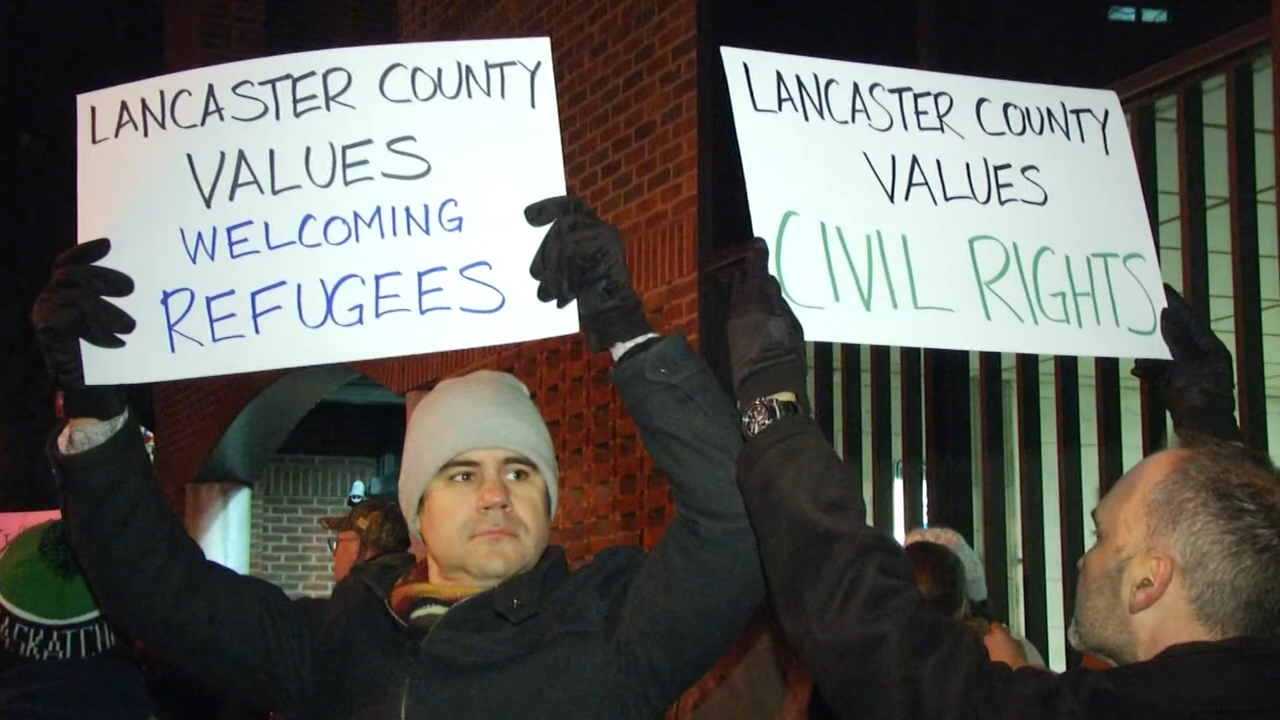 LANCASTER COUNTY
VALUES
WELCOMING
REFUGEES
LANCASTER COUNTY
VALUES
CIVIL RIGHTS